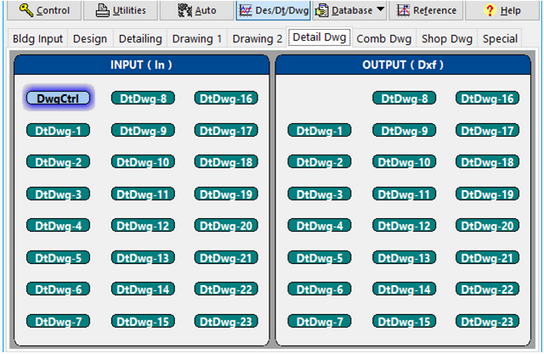 Control Utilities Auto Des/Dt/Dwg Database Reference ? Help
Bldg Input Design Detailing Drawing 1 Drawing 2 Detail Dwg Comb Dwg Shop Dwg Special
INPUT ( In ) OUTPUT ( Dxf )
DwgCtrl DtDwg-8 DtDwg-16 DtDwg-8 DtDwg-16
DtDwg-1 DtDwg-9 DtDwg-17 DtDwg-1 DtDwg-9 DtDwg-17
DtDwg-2 DtDwg-10 DtDwg-18 DtDwg-2 DtDwg-10 DtDwg-18
DtDwg-3 DtDwg-11 DtDwg-19 DtDwg-3 DtDwg-11 DtDwg-19
DtDwg-4 DtDwg-12 DtDwg-20 DtDwg-4 DtDwg-12 DtDwg-20
DtDwg-5 DtDwg-13 DtDwg-21 DtDwg-5 DtDwg-13 DtDwg-21
DtDwg-6 DtDwg-14 DtDwg-22 DtDwg-6 DtDwg-14 DtDwg-22
DtDwg-7 DtDwg-15 DtDwg-23 DtDwg-7 DtDwg-15 DtDwg-23